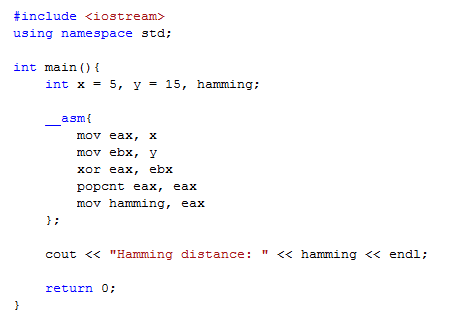 #include <iostream>
using namespace std;
int main(){
int x = 5, y = 15, hamming;
__asm{
mov eax, x
mov ebx, y
xor eax, ebx
popcnt eax, eax
mov hamming, eax
};
cout << "Hamming distance: " << hamming << endl;
return 0;
}